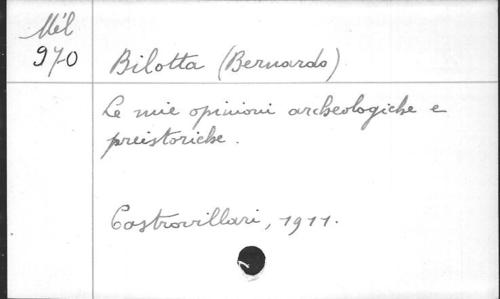 Mél
970
Bilotta (Bernardo)
Le mie opinioni archeologiche e
preistoriche.
Castrovillari, 1911.